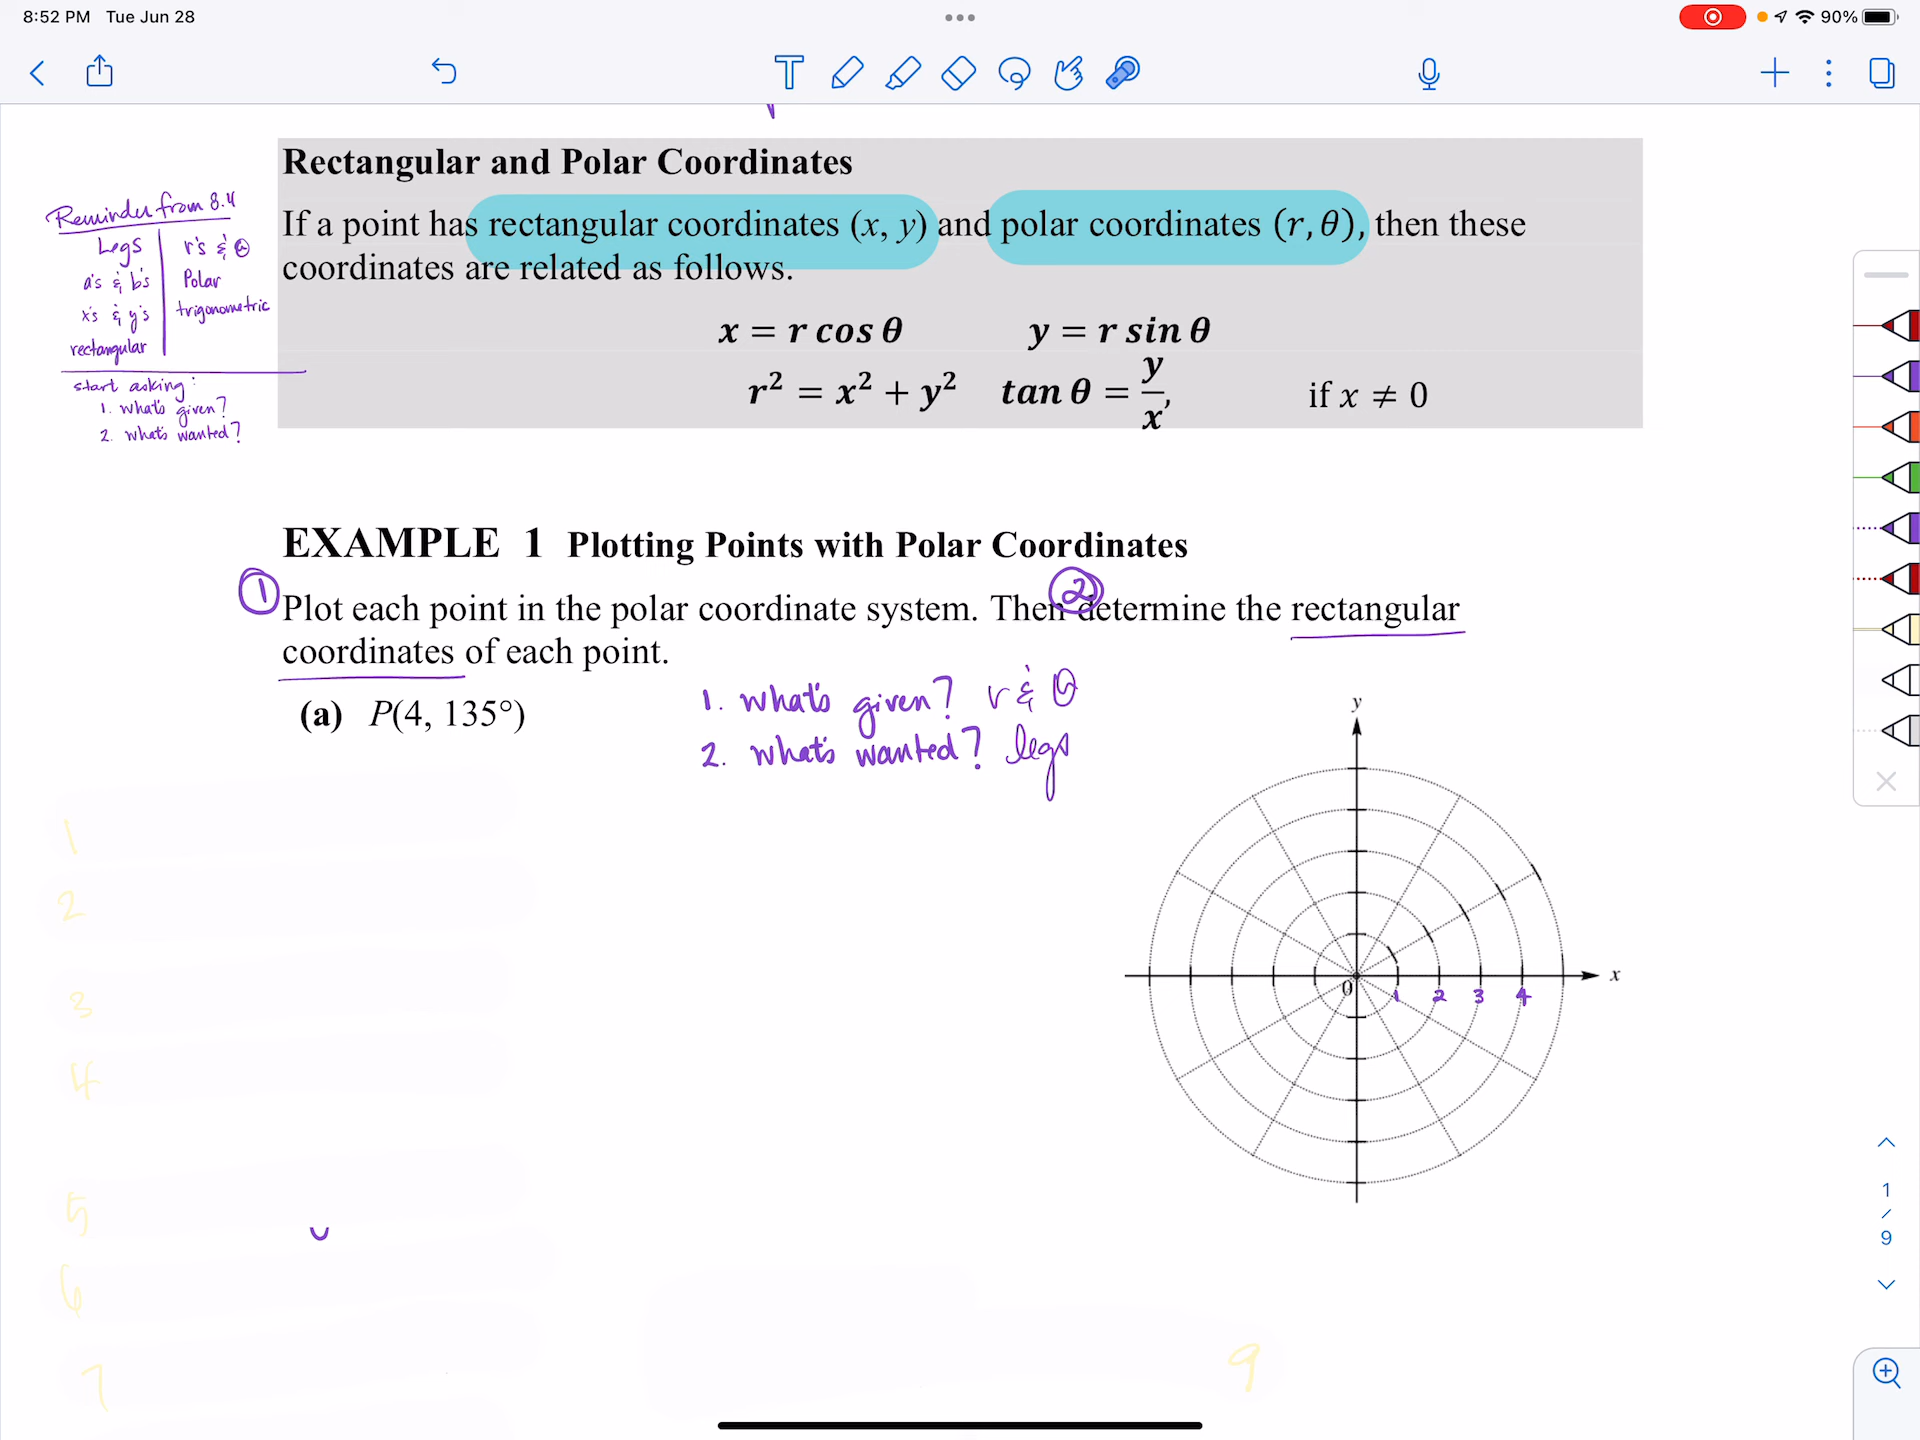 8:52 PM Tue Jun 28
90%
Rectangular and Polar Coordinates
If a point has rectangular coordinates (x, y) and polar coordinates (r, θ), then these
coordinates are related as follows.
x = r cos θ y = r sin θ
r² = x² + y² tan θ = y/x, if x ≠ 0
Reminder from 8.4
Legs r's & θ
a's & b's Polar
x's & y's trigonometric
rectangular
start asking:
1. what's given?
2. what's wanted?
EXAMPLE 1 Plotting Points with Polar Coordinates
① Plot each point in the polar coordinate system. Then ② determine the rectangular
coordinates of each point.
(a) P(4, 135°)
1. what's given? r & θ
2. what's wanted? legs
y
x
0 1 2 3 4
1
2
3
4
5
6
7
9
1
/
9